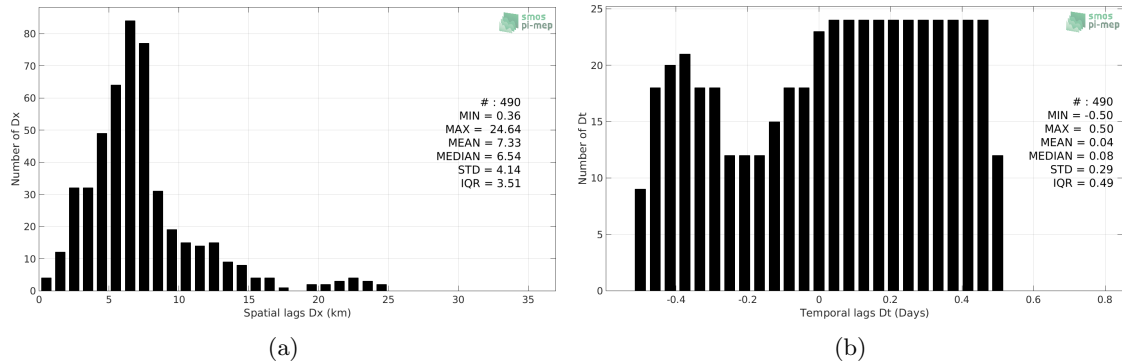 smos
pi-mep
80
70
60
50
40
30
20
10
0
Number of Dx
# : 490
MIN = 0.36
MAX = 24.64
MEAN = 7.33
MEDIAN = 6.54
STD = 4.14
IQR = 3.51
0 5 10 15 20 25 30 35
Spatial lags Dx (km)
(a)
smos
pi-mep
25
20
15
10
5
0
Number of Dt
# : 490
MIN = -0.50
MAX = 0.50
MEAN = 0.04
MEDIAN = 0.08
STD = 0.29
IQR = 0.49
-0.4 -0.2 0 0.2 0.4 0.6 0.8
Temporal lags Dt (Days)
(b)